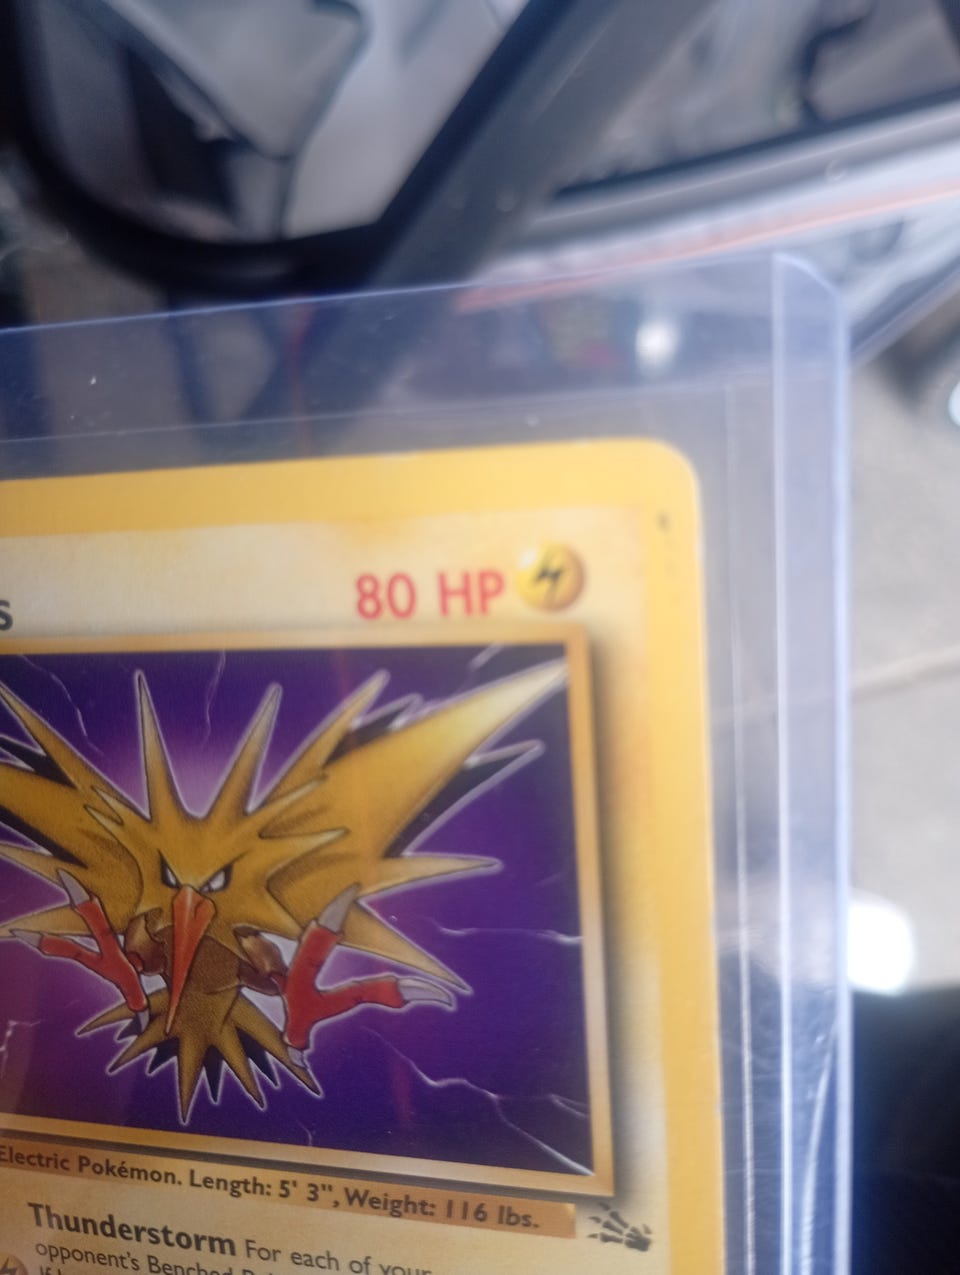 s
80 HP
Electric Pokémon. Length: 5' 3", Weight: 116 lbs.
Thunderstorm For each of your
opponent's Benched